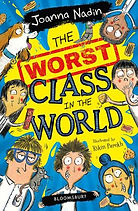 Joanna Nadin
THE
WORST
CLASS
IN THE
WORLD
Illustrated by
Rikin Parekh
BLOOMSBURY